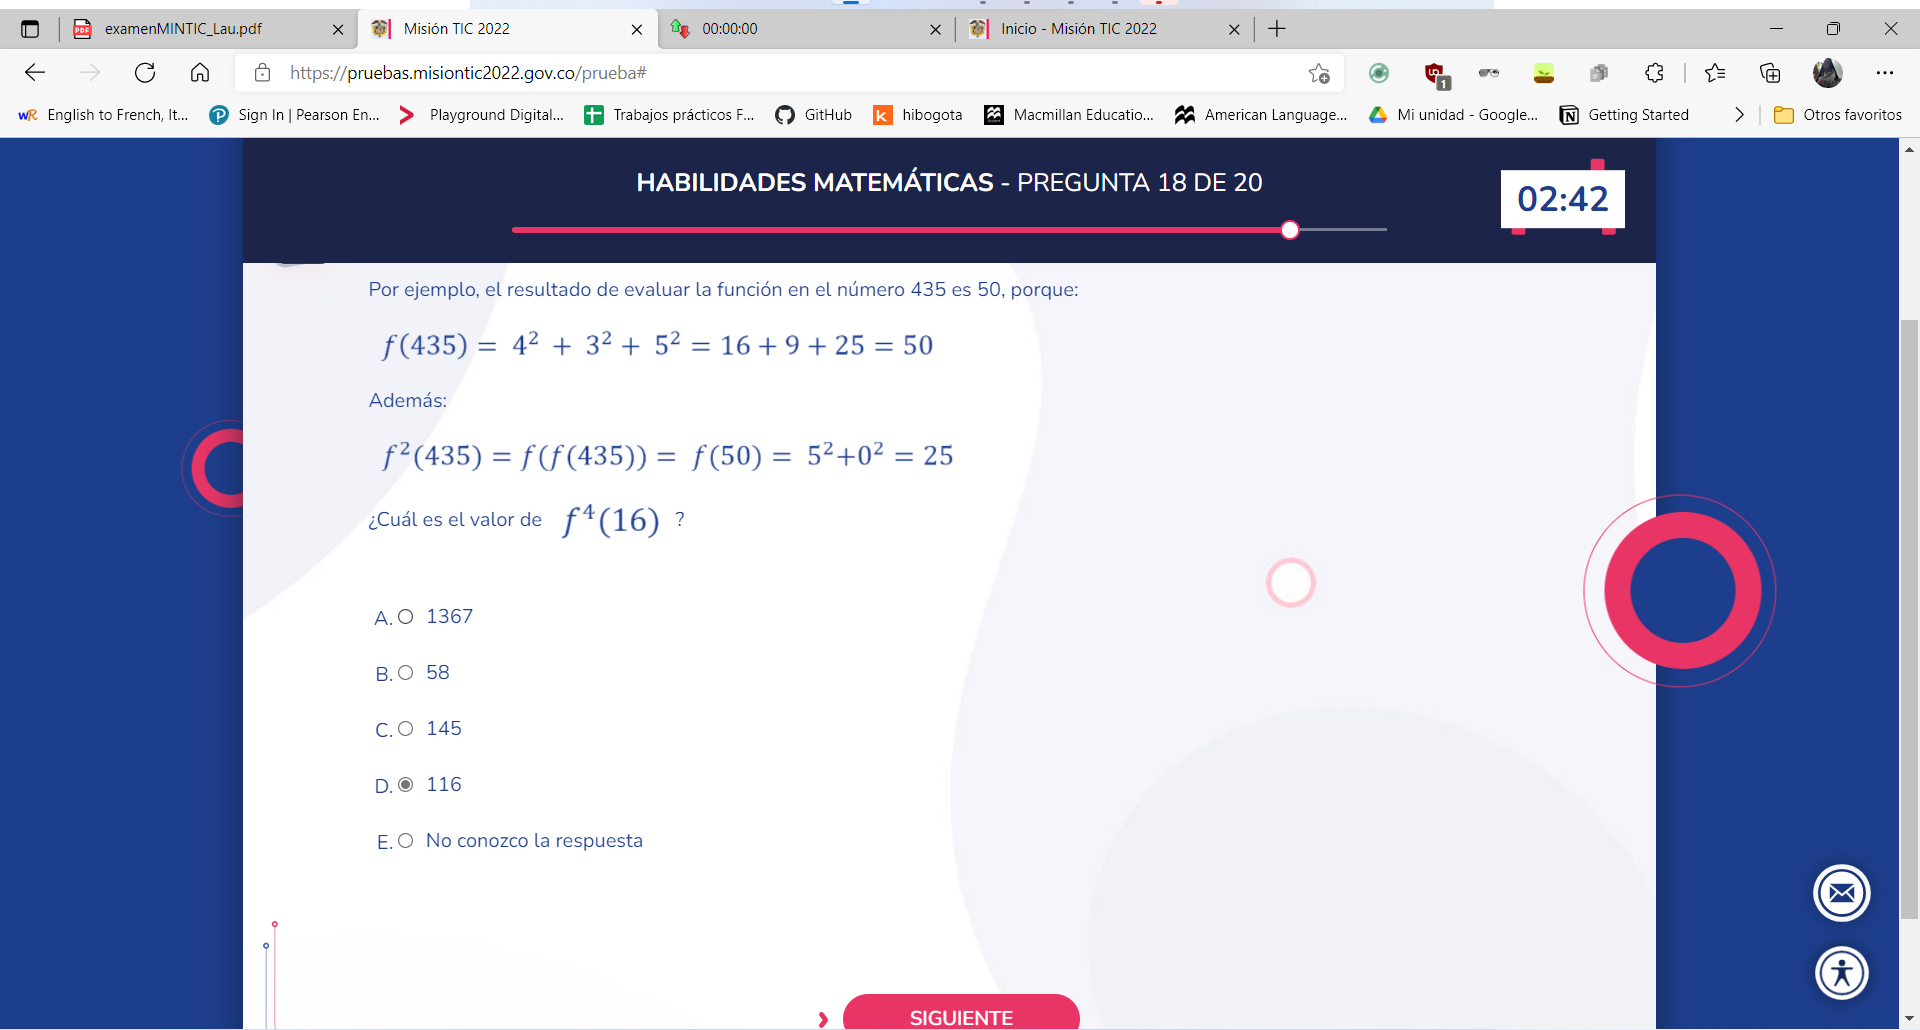 examenMINTIC_Lau.pdf
Misión TIC 2022
00:00:00
Inicio - Misión TIC 2022
https://pruebas.misiontic2022.gov.co/prueba#
1
English to French, It...
Sign In | Pearson En...
Playground Digital...
Trabajos prácticos F...
GitHub
hibogota
Macmillan Educatio...
American Language...
Mi unidad - Google...
Getting Started
Otros favoritos
HABILIDADES MATEMÁTICAS - PREGUNTA 18 DE 20
02:42
Por ejemplo, el resultado de evaluar la función en el número 435 es 50, porque:
f(435) = 4² + 3² + 5² = 16 + 9 + 25 = 50
Además:
f²(435) = f(f(435)) = f(50) = 5²+0² = 25
¿Cuál es el valor de f⁴(16) ?
A. 1367
B. 58
C. 145
D. 116
E. No conozco la respuesta
SIGUIENTE